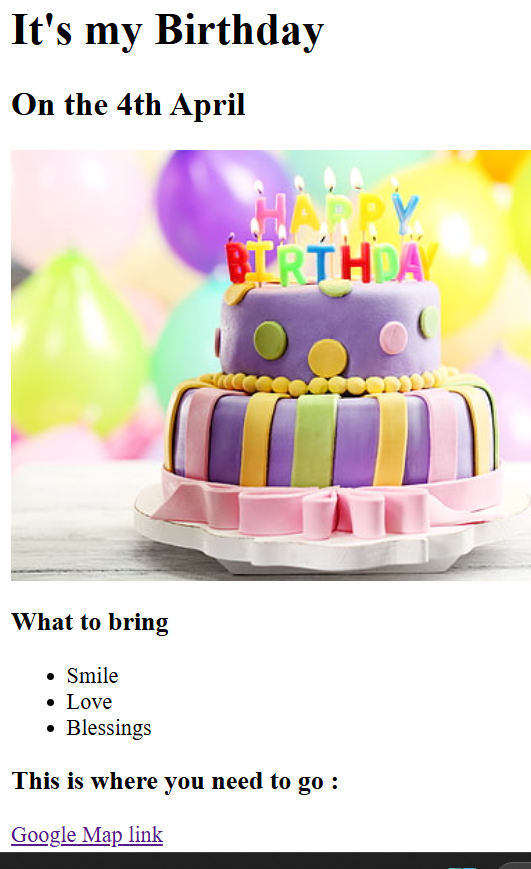 It's my Birthday
On the 4th April
HAPPY
BIRTHDAY
What to bring
Smile
Love
Blessings
This is where you need to go :
Google Map link